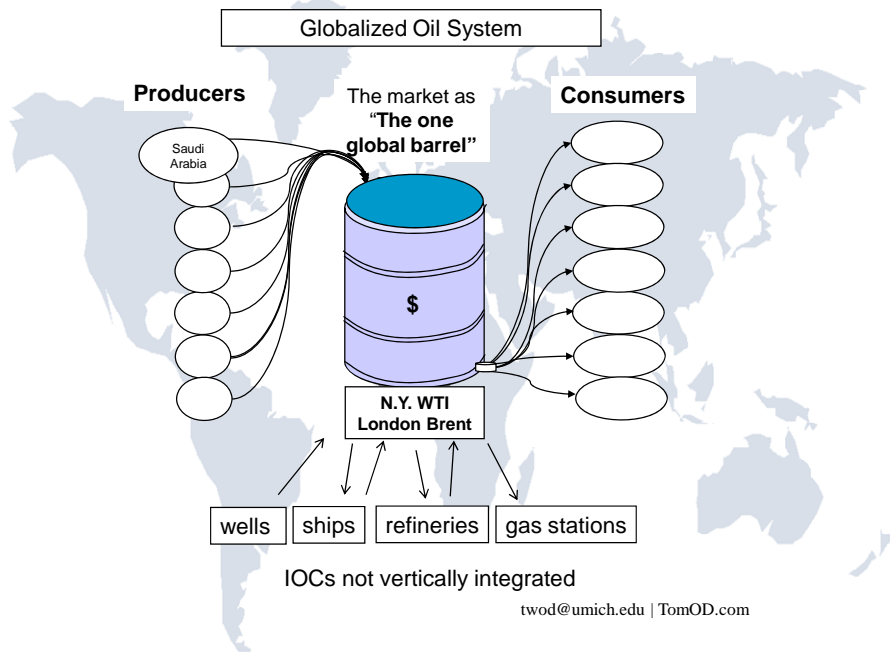 Globalized Oil System
Producers
The market as
“The one
global barrel”
Consumers
Saudi
Arabia
$
N.Y. WTI
London Brent
wells
ships
refineries
gas stations
IOCs not vertically integrated
twod@umich.edu | TomOD.com